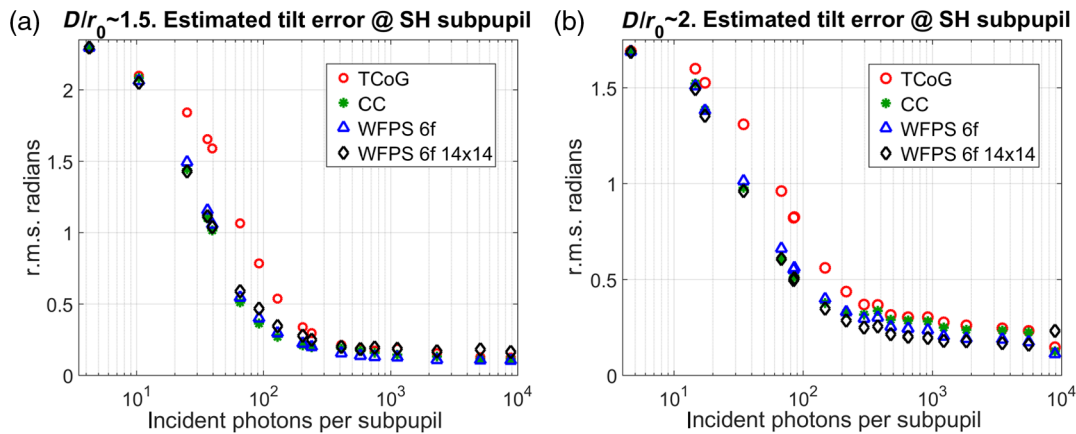 (a)
D/r0~1.5. Estimated tilt error @ SH subpupil
r.m.s. radians
2
1.5
1
0.5
0
TCoG
CC
WFPS 6f
WFPS 6f 14x14
10^1 10^2 10^3 10^4
Incident photons per subpupil
(b)
D/r0~2. Estimated tilt error @ SH subpupil
r.m.s. radians
1.5
1
0.5
0
TCoG
CC
WFPS 6f
WFPS 6f 14x14
10^1 10^2 10^3 10^4
Incident photons per subpupil